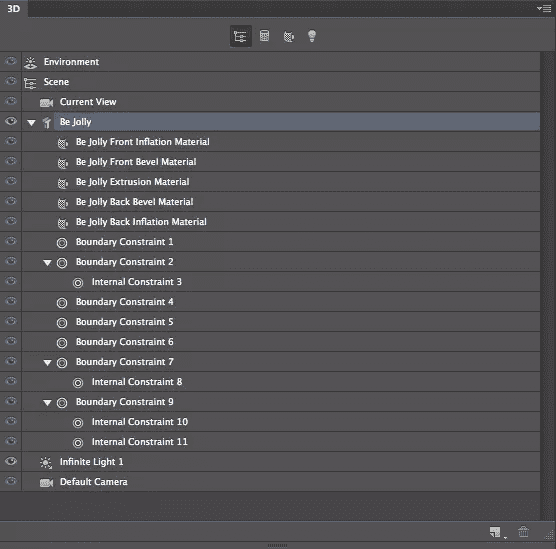 3D
Environment
Scene
Current View
Be Jolly
Be Jolly Front Inflation Material
Be Jolly Front Bevel Material
Be Jolly Extrusion Material
Be Jolly Back Bevel Material
Be Jolly Back Inflation Material
Boundary Constraint 1
Boundary Constraint 2
Internal Constraint 3
Boundary Constraint 4
Boundary Constraint 5
Boundary Constraint 6
Boundary Constraint 7
Internal Constraint 8
Boundary Constraint 9
Internal Constraint 10
Internal Constraint 11
Infinite Light 1
Default Camera